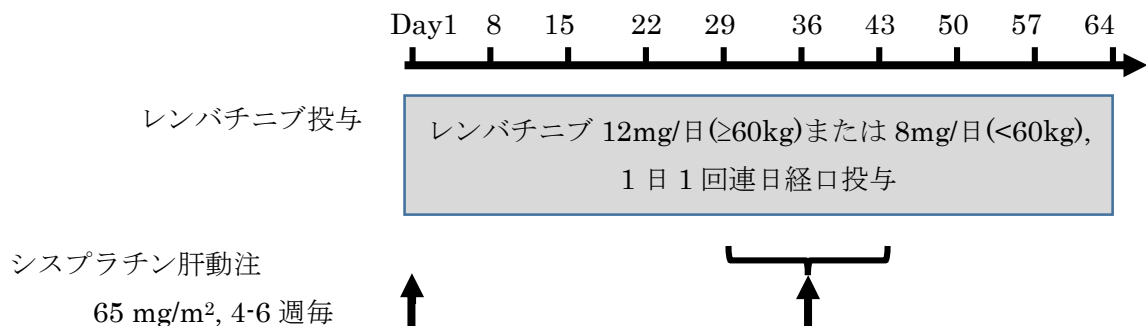 Day1 8 15 22 29 36 43 50 57 64
レンバチニブ投与
レンバチニブ 12mg/日(≥60kg)または 8mg/日(<60kg),
1 日 1 回連日経口投与
シスプラチン肝動注
65 mg/m², 4-6 週毎